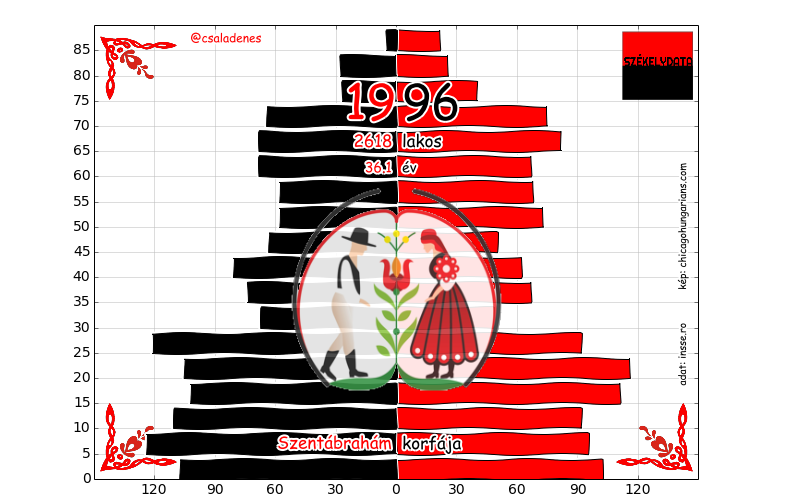 @csaladenes
SZÉKELYDATA
1996
2618 lakos
36.1 év
kép: chicagohungarians.com
adat: insse.ro
Szentábrahám korfája
85
80
75
70
65
60
55
50
45
40
35
30
25
20
15
10
5
0
120 90 60 30 0 30 60 90 120